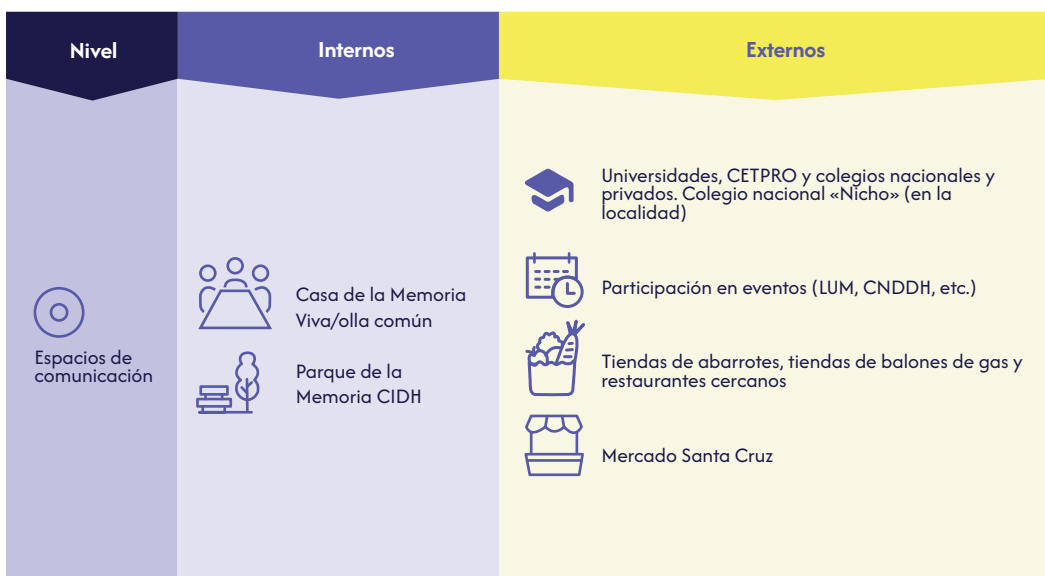 Nivel
Internos
Externos
Espacios de
comunicación
Casa de la Memoria
Viva/olla común
Parque de la
Memoria CIDH
Universidades, CETPRO y colegios nacionales y
privados. Colegio nacional «Nicho» (en la
localidad)
Participación en eventos (LUM, CNDDH, etc.)
Tiendas de abarrotes, tiendas de balones de gas y
restaurantes cercanos
Mercado Santa Cruz